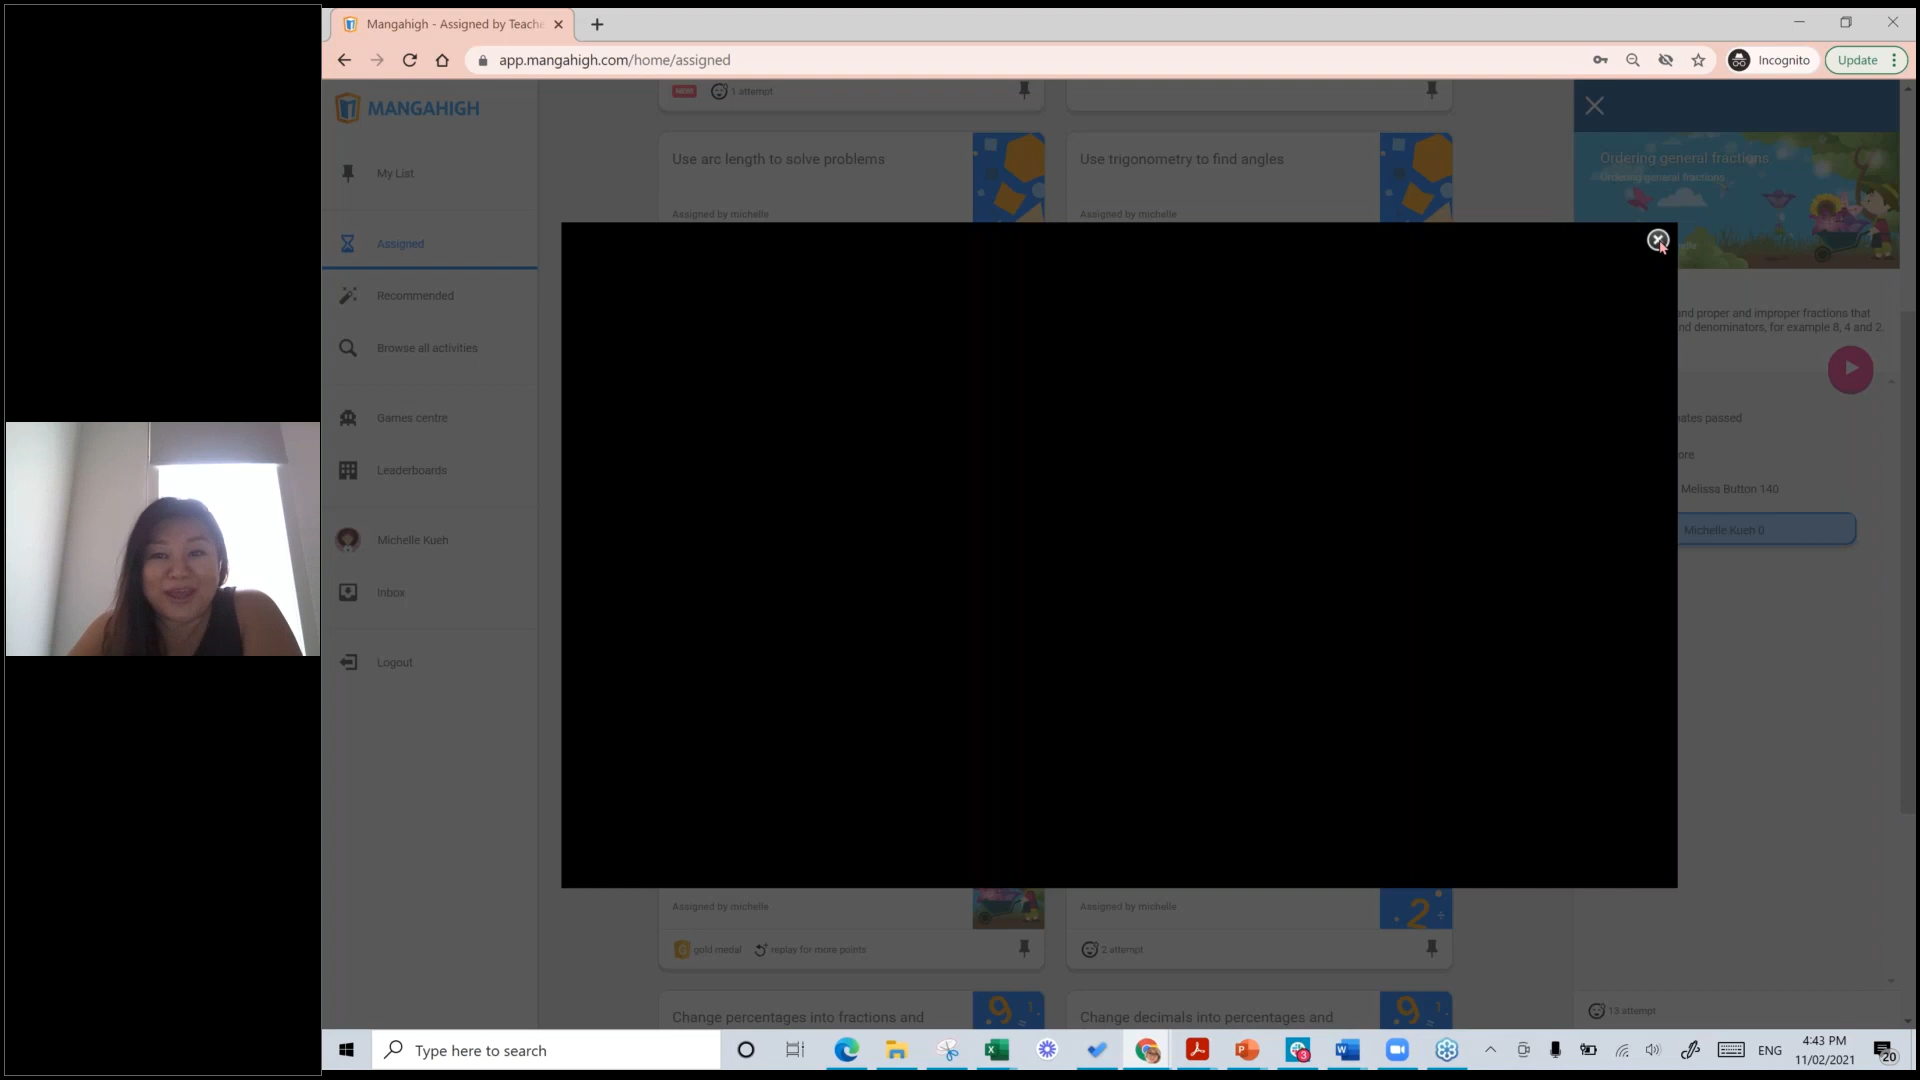 Mangahigh - Assigned by Teache
app.mangahigh.com/home/assigned
Incognito
Update
MANGAHIGH
My List
Assigned
Recommended
Browse all activities
Games centre
Leaderboards
Michelle Kueh
Inbox
Logout
NEW
1 attempt
Use arc length to solve problems
Assigned by michelle
Use trigonometry to find angles
Assigned by michelle
Ordering general fractions
Ordering general fractions
and proper and improper fractions that
nd denominators, for example 8, 4 and 2.
ates passed
ore
Melissa Button 140
Michelle Kueh 0
13 attempt
Assigned by michelle
gold medal
replay for more points
Assigned by michelle
2 attempt
Change percentages into fractions and
Change decimals into percentages and
Type here to search
ENG
4:43 PM
11/02/2021
20